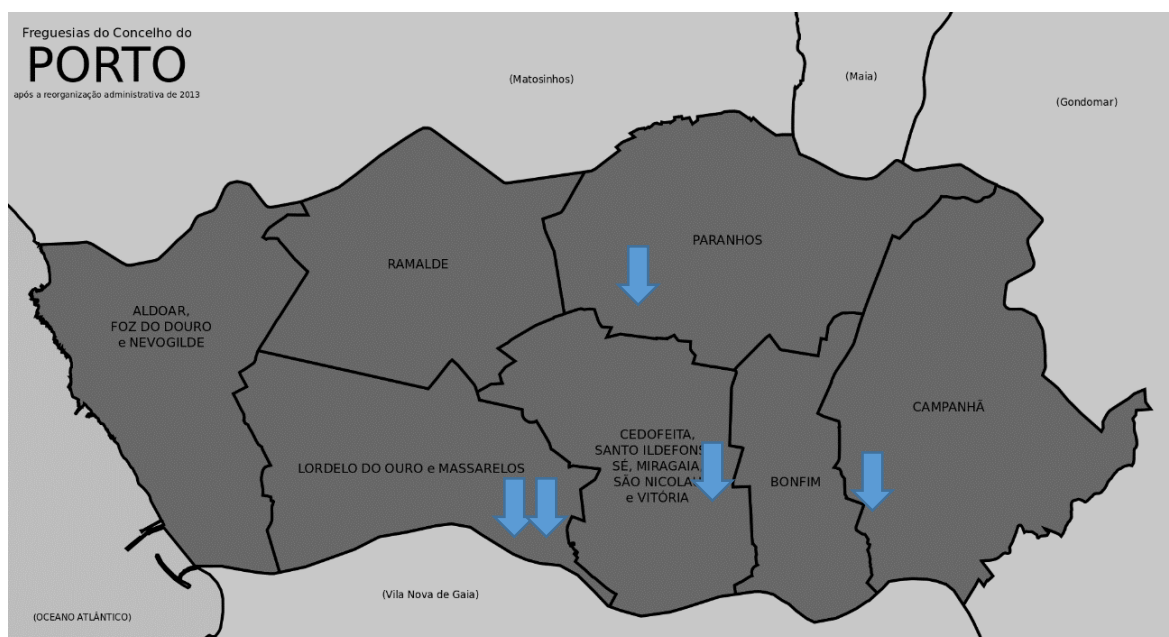 Freguesias do Concelho do
PORTO
após a reorganização administrativa de 2013
(Matosinhos)
(Maia)
(Gondomar)
PARANHOS
RAMALDE
ALDOAR,
FOZ DO DOURO
e NEVOGILDE
CAMPANHÃ
CEDOFEITA,
SANTO ILDEFONS
SÉ, MIRAGAIA
SÃO NICOLAU
e VITÓRIA
LORDELO DO OURO e MASSARELOS
BONFIM
(Vila Nova de Gaia)
(OCEANO ATLÂNTICO)